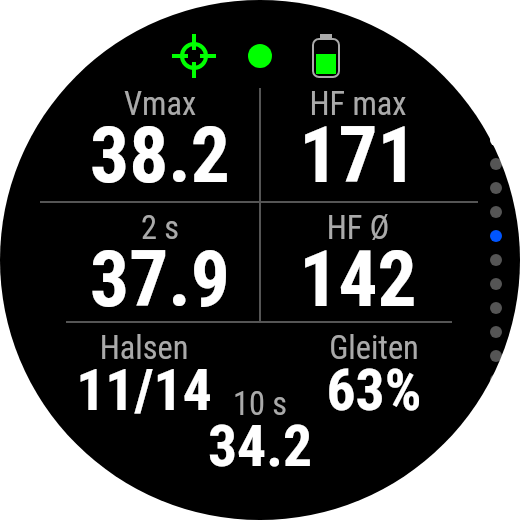 Vmax HF max
38.2 171
2 s HF Ø
37.9 142
Halsen Gleiten
11/14 63%
10 s
34.2